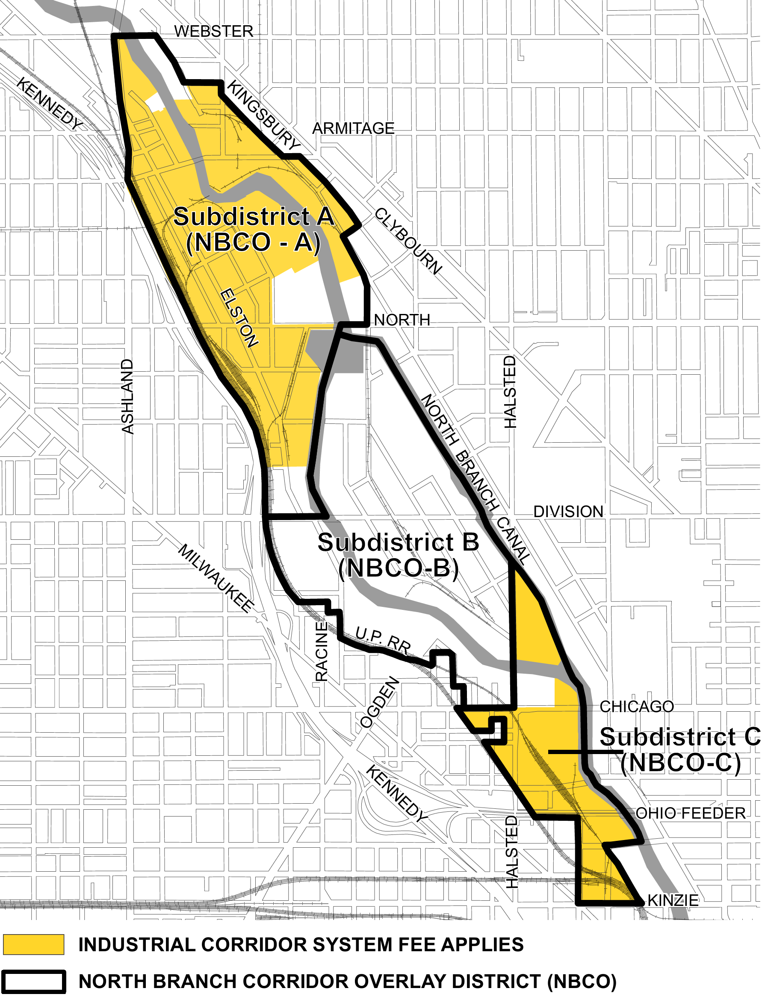 WEBSTER
KENNEDY
KINGSBURY
ARMITAGE
CLYBOURN
Subdistrict A
(NBCO - A)
ELSTON
NORTH
ASHLAND
HALSTED
NORTH BRANCH CANAL
DIVISION
Subdistrict B
(NBCO-B)
MILWAUKEE
RACINE
U.P. RR
OGDEN
CHICAGO
Subdistrict C
(NBCO-C)
KENNEDY
OHIO FEEDER
HALSTED
KINZIE
INDUSTRIAL CORRIDOR SYSTEM FEE APPLIES
NORTH BRANCH CORRIDOR OVERLAY DISTRICT (NBCO)